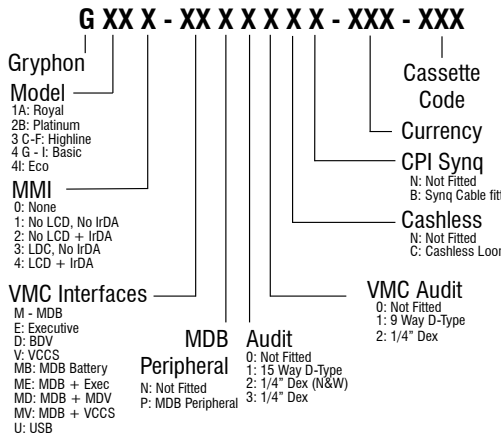 G XX X - XX X X X X X - XXX - XXX
Gryphon
Model
1A: Royal
2B: Platinum
3 C-F: Highline
4 G - I: Basic
4I: Eco
MMI
0: None
1: No LCD, No IrDA
2: No LCD + IrDA
3: LDC, No IrDA
4: LCD + IrDA
VMC Interfaces
M - MDB
E: Executive
D: BDV
V: VCCS
MB: MDB Battery
ME: MDB + Exec
MD: MDB + MDV
MV: MDB + VCCS
U: USB
MDB
Peripheral
N: Not Fitted
P: MDB Peripheral
Audit
0: Not Fitted
1: 15 Way D-Type
2: 1/4" Dex (N&W)
3: 1/4" Dex
VMC Audit
0: Not Fitted
1: 9 Way D-Type
2: 1/4" Dex
Cashless
N: Not Fitted
C: Cashless Loom
CPI Synq
N: Not Fitted
B: Synq Cable fitt
Currency
Cassette
Code